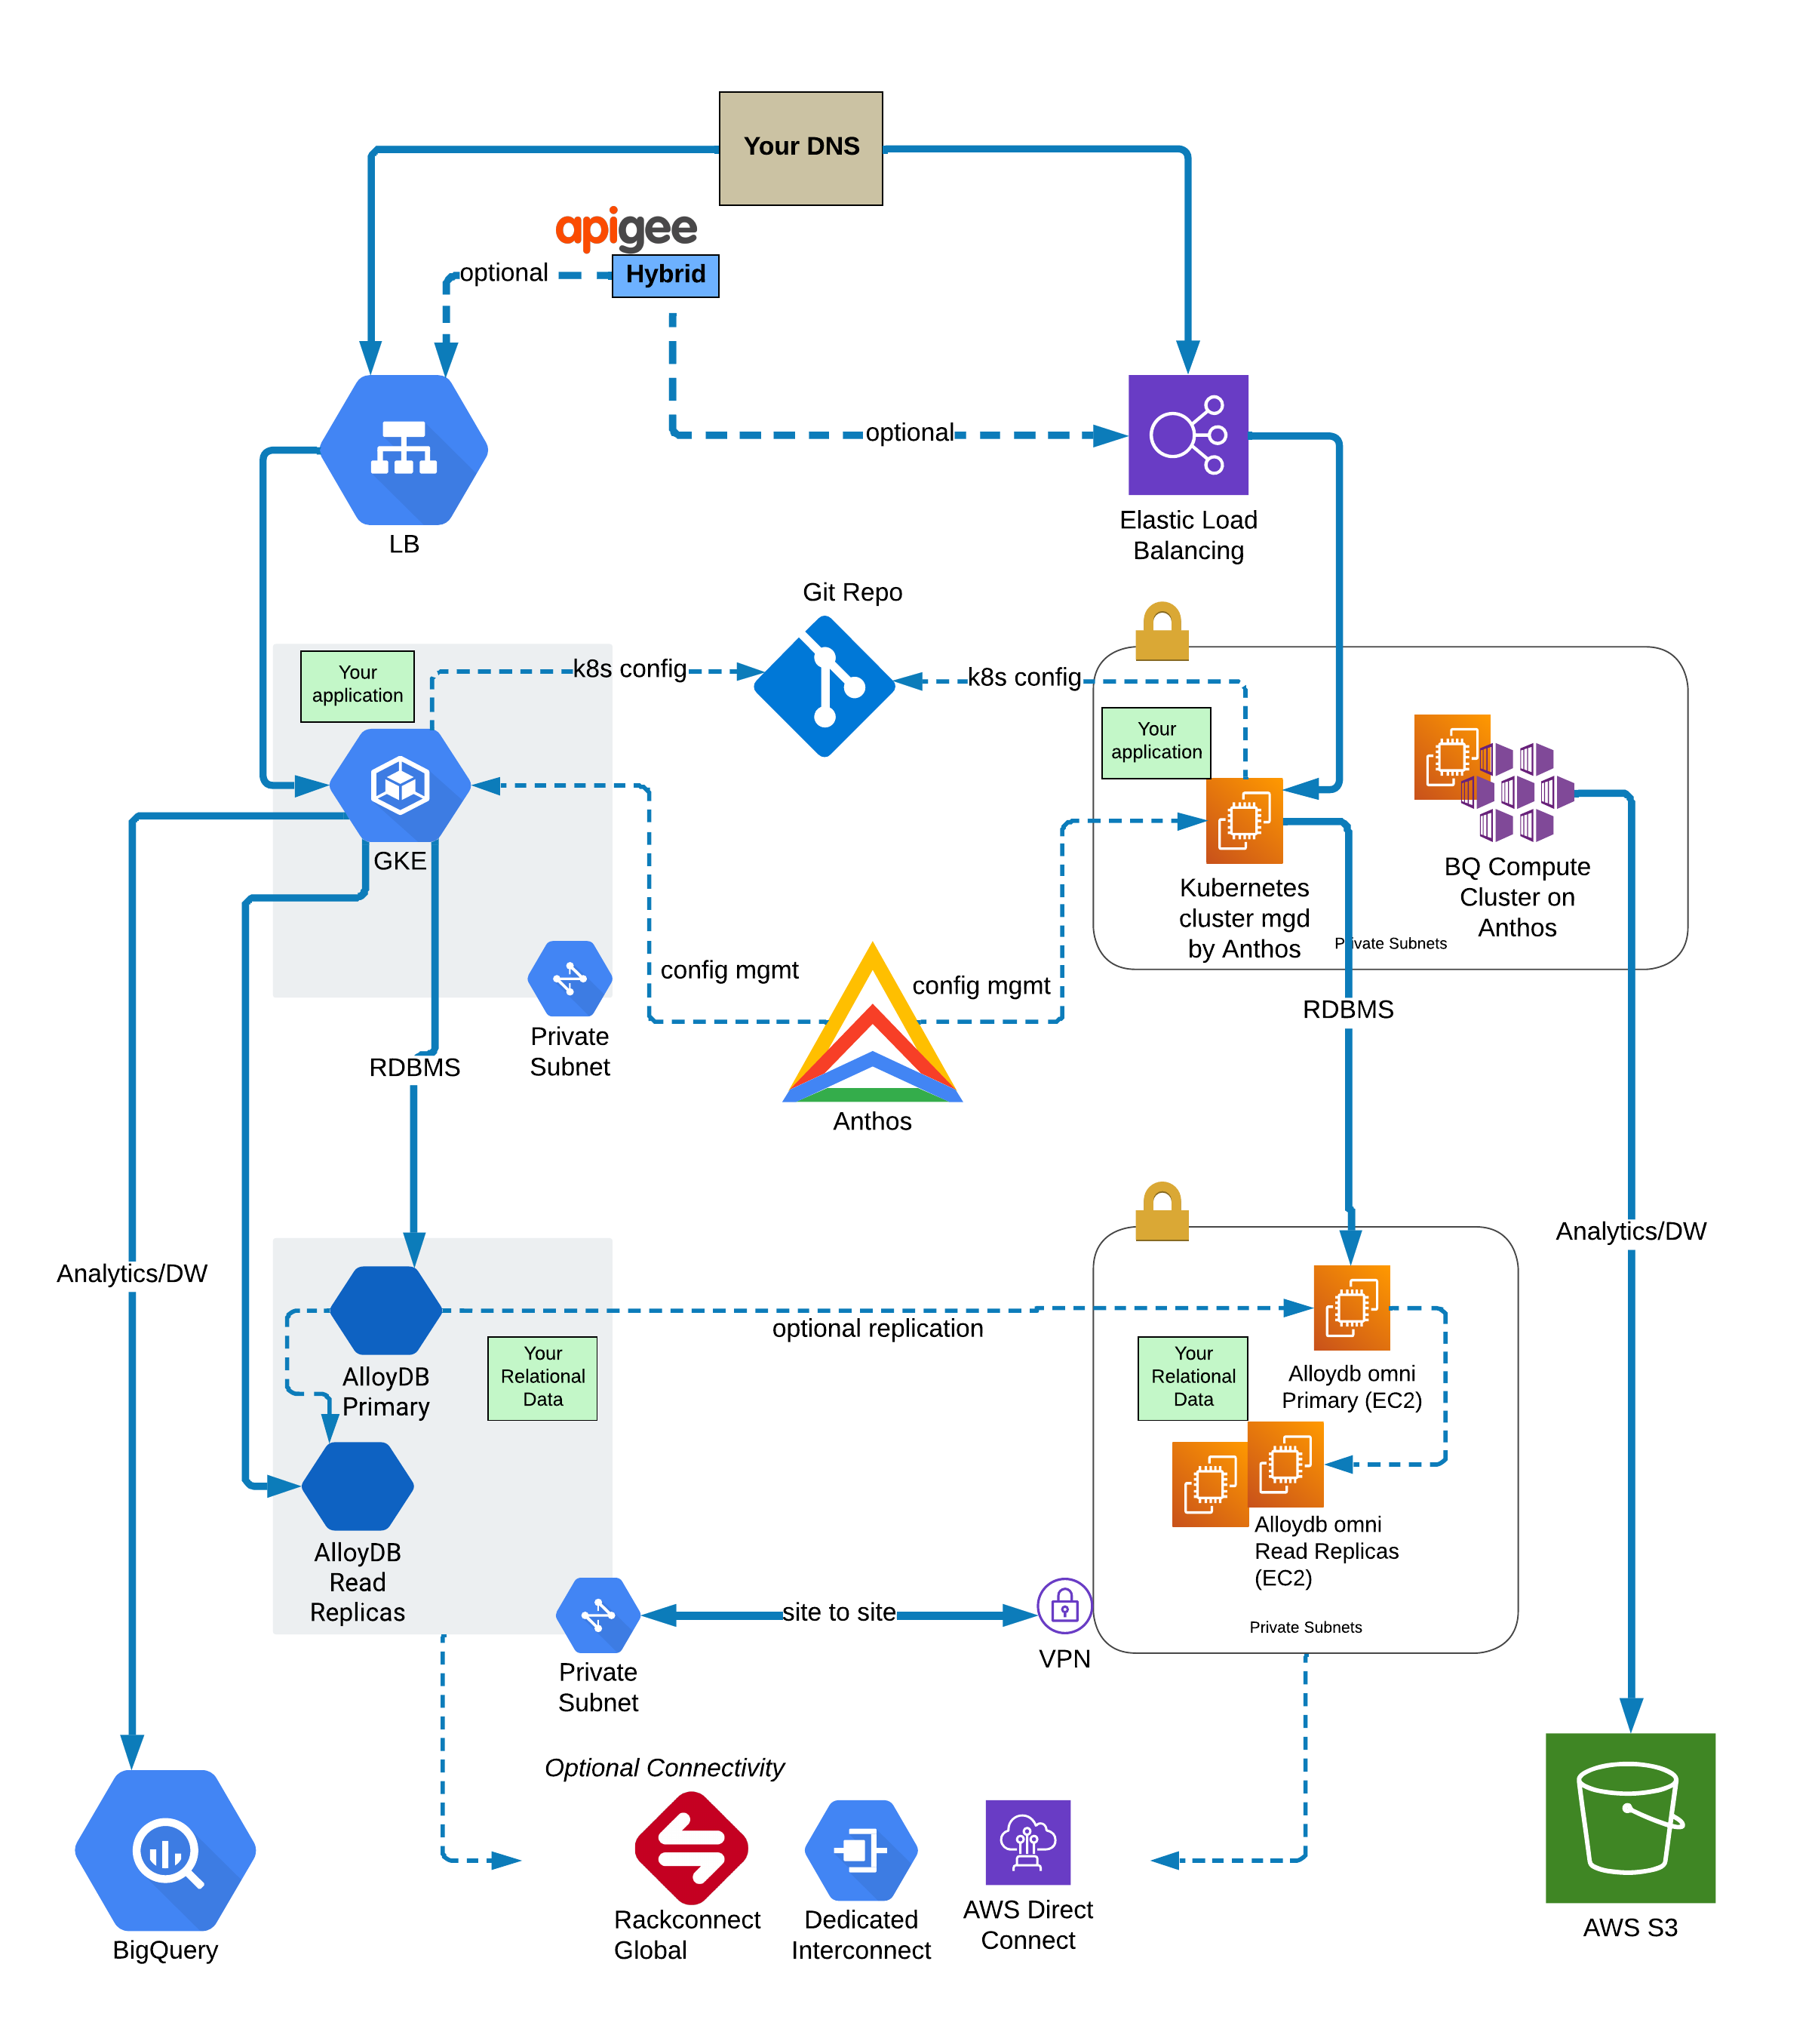 Your DNS
apigee
Hybrid
optional
optional
LB
Elastic Load
Balancing
Git Repo
Your
application
k8s config
k8s config
Your
application
GKE
Kubernetes
cluster mgd
by Anthos
BQ Compute
Cluster on
Anthos
Private Subnets
config mgmt
config mgmt
Private
Subnet
RDBMS
RDBMS
Anthos
Analytics/DW
Analytics/DW
optional replication
AlloyDB
Primary
Your
Relational
Data
Your
Relational
Data
Alloydb omni
Primary (EC2)
AlloyDB
Read
Replicas
Alloydb omni
Read Replicas
(EC2)
site to site
Private Subnets
VPN
Private
Subnet
Optional Connectivity
Rackconnect
Global
Dedicated
Interconnect
AWS Direct
Connect
BigQuery
AWS S3